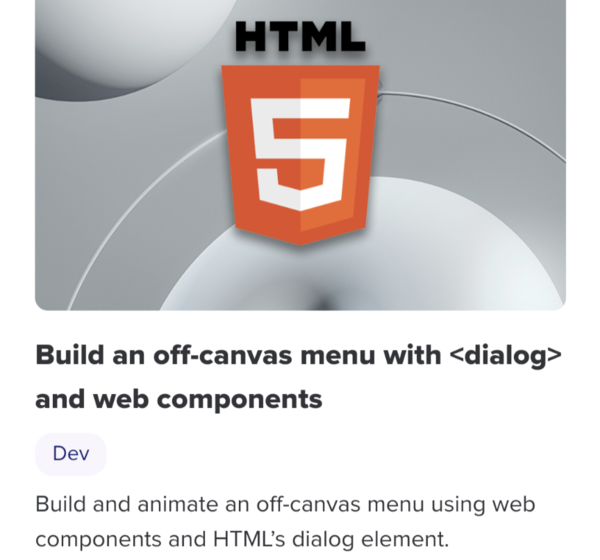 HTML
5
Build an off-canvas menu with <dialog>
and web components
Dev
Build and animate an off-canvas menu using web
components and HTML’s dialog element.